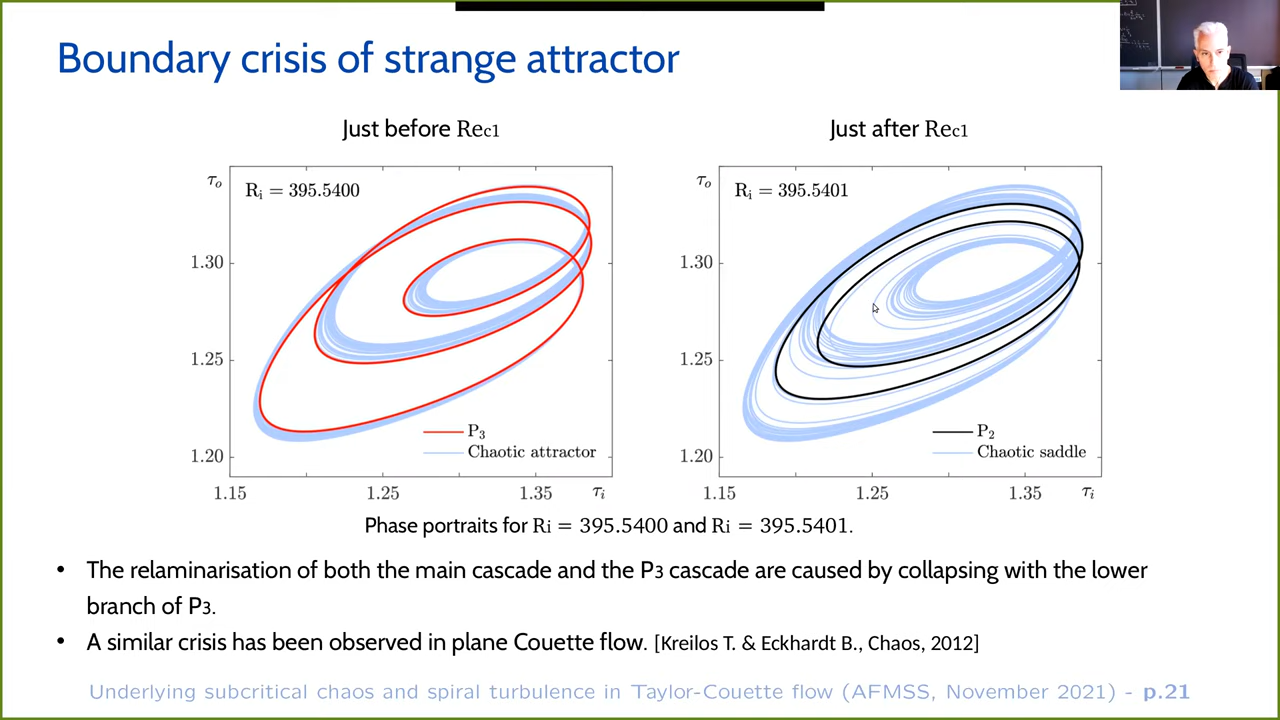 Boundary crisis of strange attractor
Just before Rec1
Just after Rec1
τo
Ri = 395.5400
1.30
1.25
1.20
P3
Chaotic attractor
1.15
1.25
1.35
τi
τo
Ri = 395.5401
1.30
1.25
1.20
P2
Chaotic saddle
1.15
1.25
1.35
τi
Phase portraits for Ri = 395.5400 and Ri = 395.5401.
• The relaminarisation of both the main cascade and the P3 cascade are caused by collapsing with the lower
branch of P3.
• A similar crisis has been observed in plane Couette flow. [Kreilos T. & Eckhardt B., Chaos, 2012]
Underlying subcritical chaos and spiral turbulence in Taylor-Couette flow (AFMSS, November 2021) - p.21